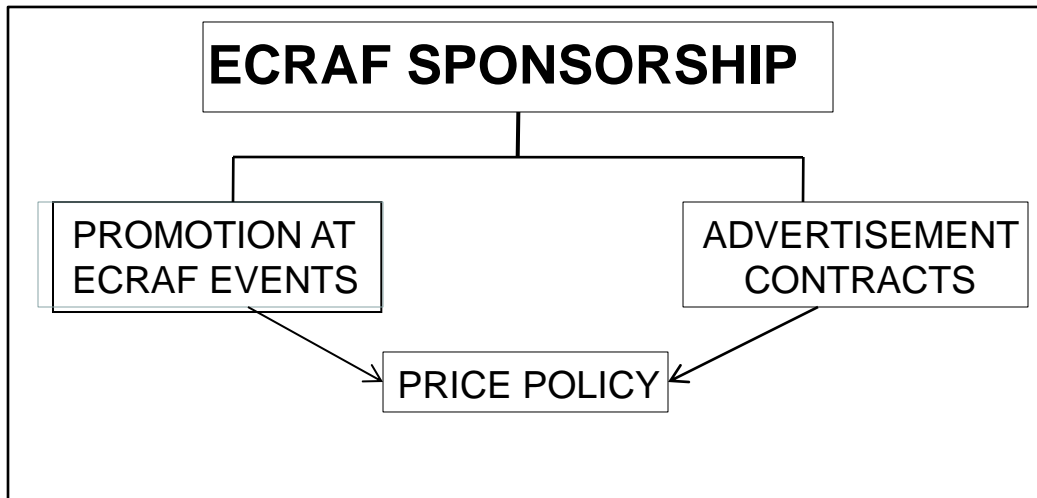 ECRAF SPONSORSHIP
PROMOTION AT
ECRAF EVENTS
ADVERTISEMENT
CONTRACTS
PRICE POLICY